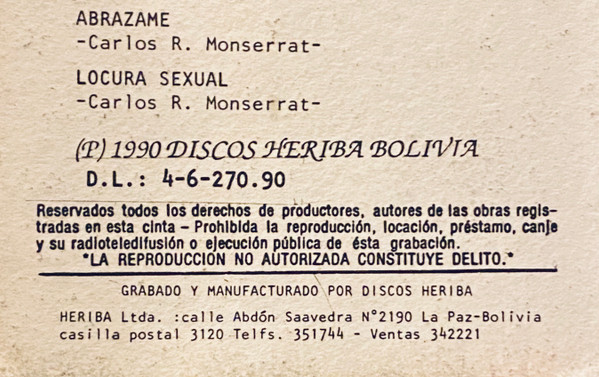 ABRAZAME
-Carlos R. Monserrat-
LOCURA SEXUAL
-Carlos R. Monserrat-
(P) 1990 DISCOS HERIBA BOLIVIA
D.L.: 4-6-270.90
Reservados todos los derechos de productores, autores de las obras regis-
tradas en esta cinta – Prohibida la reproducción, locación, préstamo, canje
y su radioteledifusión o ejecución pública de ésta grabación.
*LA REPRODUCCION NO AUTORIZADA CONSTITUYE DELITO.*
GRABADO Y MANUFACTURADO POR DISCOS HERIBA
HERIBA Ltda. :calle Abdón Saavedra N°2190 La Paz-Bolivia
casilla postal 3120 Telfs. 351744 - Ventas 342221